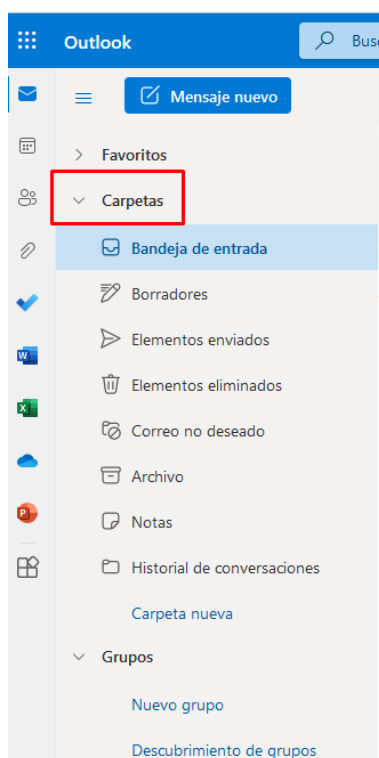 Outlook
Bus
Mensaje nuevo
Favoritos
Carpetas
Bandeja de entrada
Borradores
Elementos enviados
Elementos eliminados
Correo no deseado
Archivo
Notas
Historial de conversaciones
Carpeta nueva
Grupos
Nuevo grupo
Descubrimiento de grupos